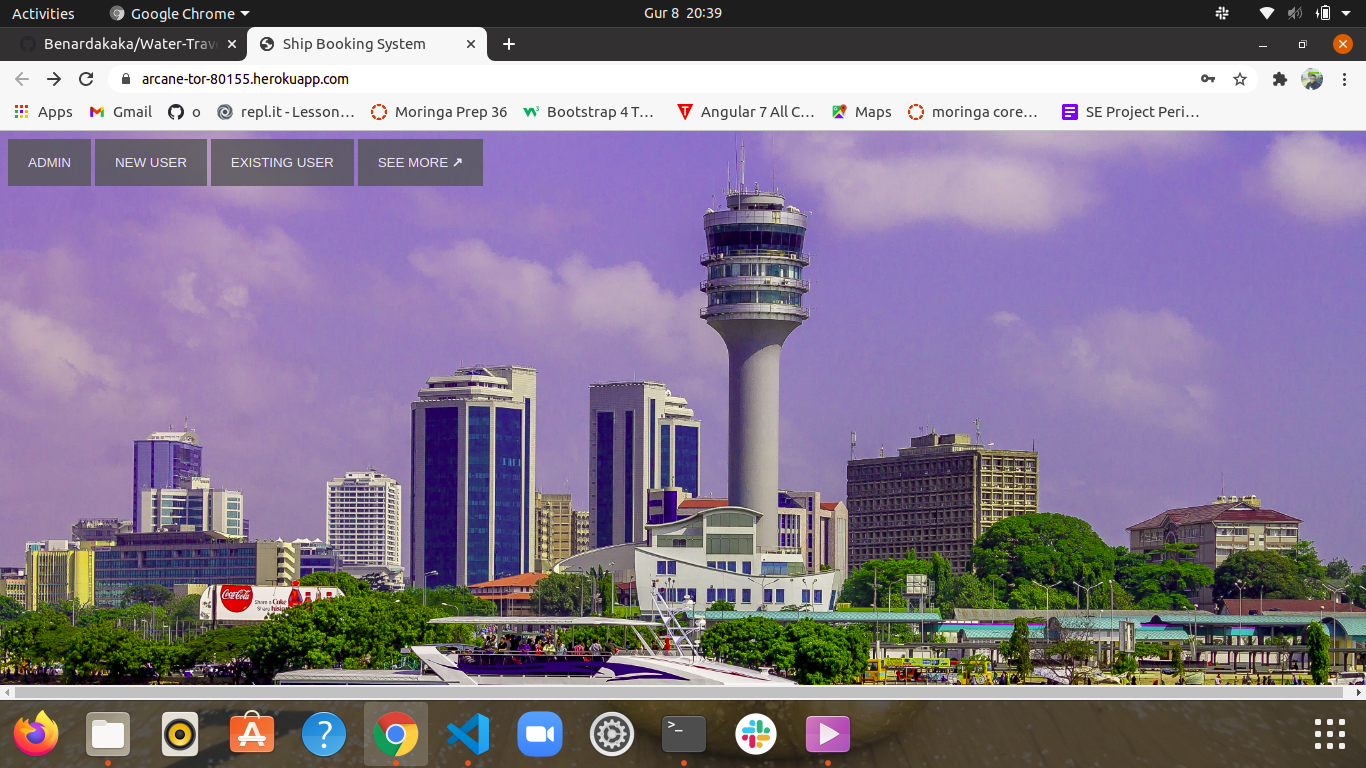 Activities
Google Chrome
Gur 8 20:39
Benardakaka/Water-Trav
Ship Booking System
arcane-tor-80155.herokuapp.com
Apps
Gmail
o
repl.it - Lesson…
Moringa Prep 36
Bootstrap 4 T…
Angular 7 All C…
Maps
moringa core…
SE Project Peri…
ADMIN
NEW USER
EXISTING USER
SEE MORE ↗
Coca-Cola
Share a Coke